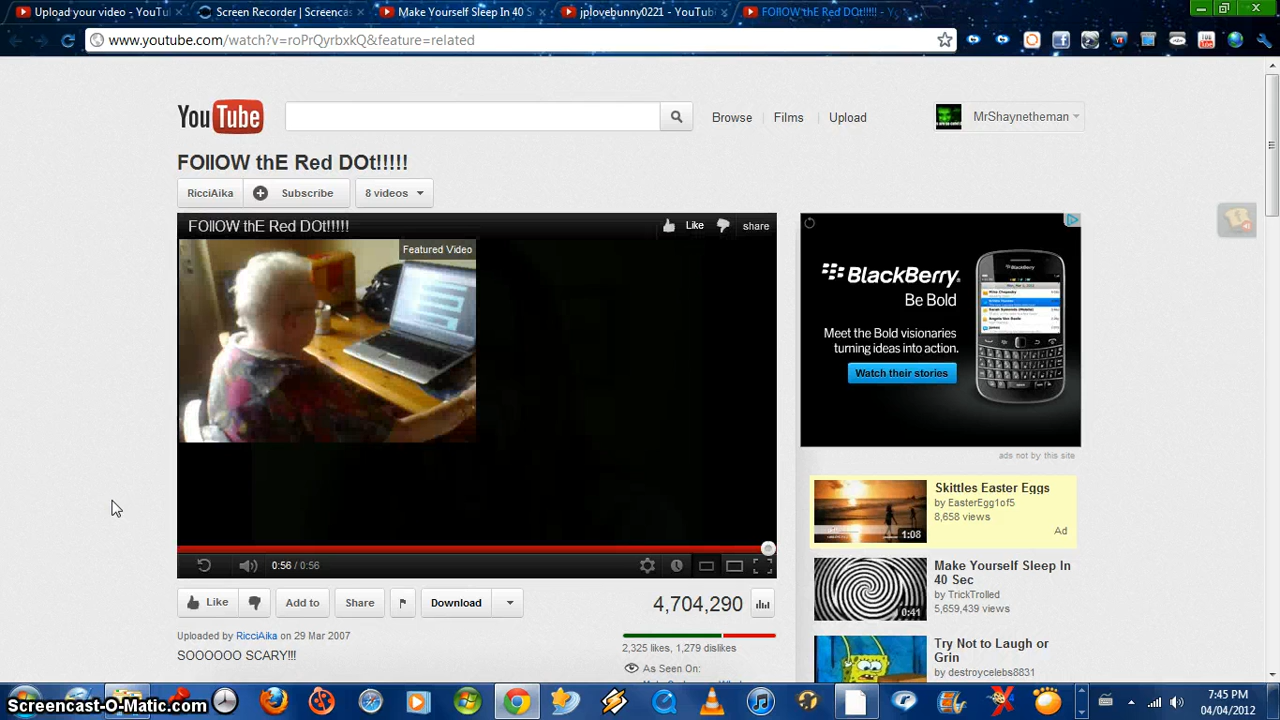 Upload your video - YouTu
Screen Recorder | Screencas
Make Yourself Sleep In 40 S
jplovebunny0221 - YouTub
FOllOW thE Red DOt!!!!! -
www.youtube.com/watch?v=roPrQyrbxkQ&feature=related
YouTube
Browse
Films
Upload
MrShaynetheman
FOllOW thE Red DOt!!!!!
RicciAika
Subscribe
8 videos
FOllOW thE Red DOt!!!!!
Like
share
Featured Video
BlackBerry.
Be Bold
Meet the Bold visionaries
turning ideas into action.
Watch their stories
ads not by this site
0:56 / 0:56
Skittles Easter Eggs
by EasterEgg1of5
8,658 views
Ad
1:08
Make Yourself Sleep In
40 Sec
by TrickTrolled
5,659,439 views
0:41
Try Not to Laugh or
Grin
by destroycelebs8831
Like
Add to
Share
Download
4,704,290
Uploaded by RicciAika on 29 Mar 2007
SOOOOOO SCARY!!!
2,325 likes, 1,279 dislikes
As Seen On:
Screencast-O-Matic.com
7:45 PM
04/04/2012